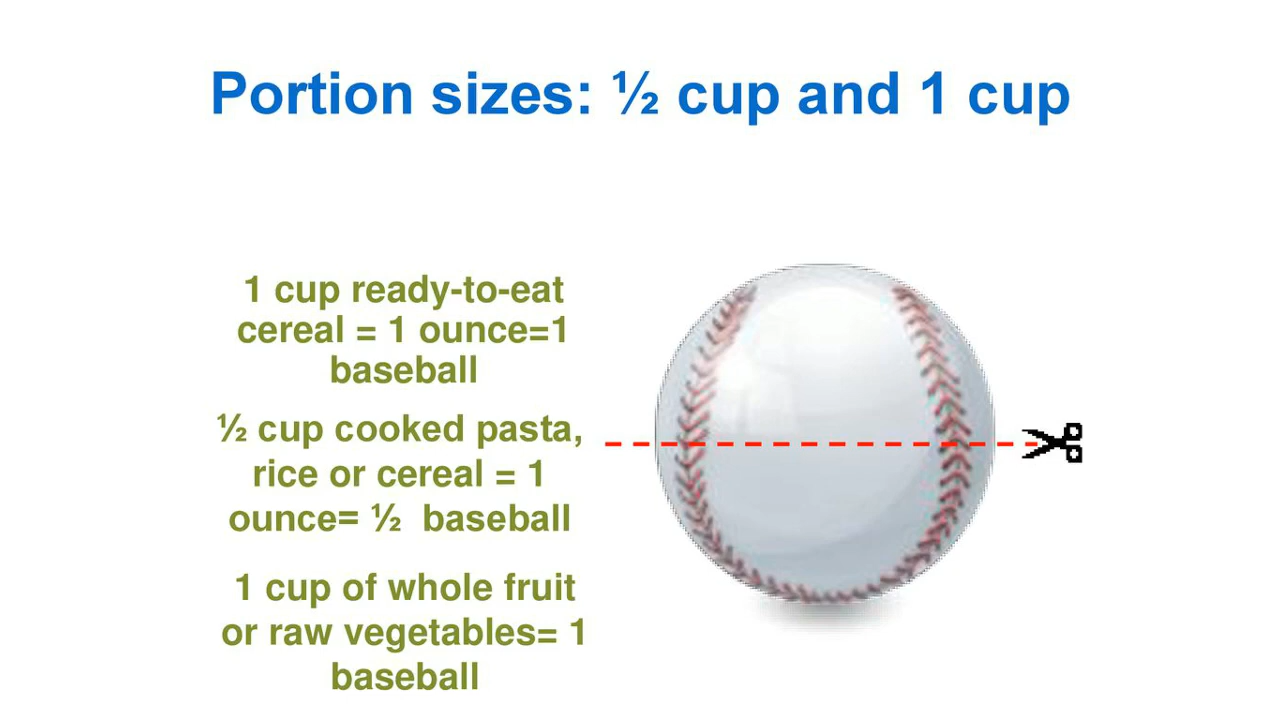 Portion sizes: ½ cup and 1 cup
1 cup ready-to-eat
cereal = 1 ounce=1
baseball
½ cup cooked pasta,
rice or cereal = 1
ounce= ½  baseball
1 cup of whole fruit
or raw vegetables= 1
baseball